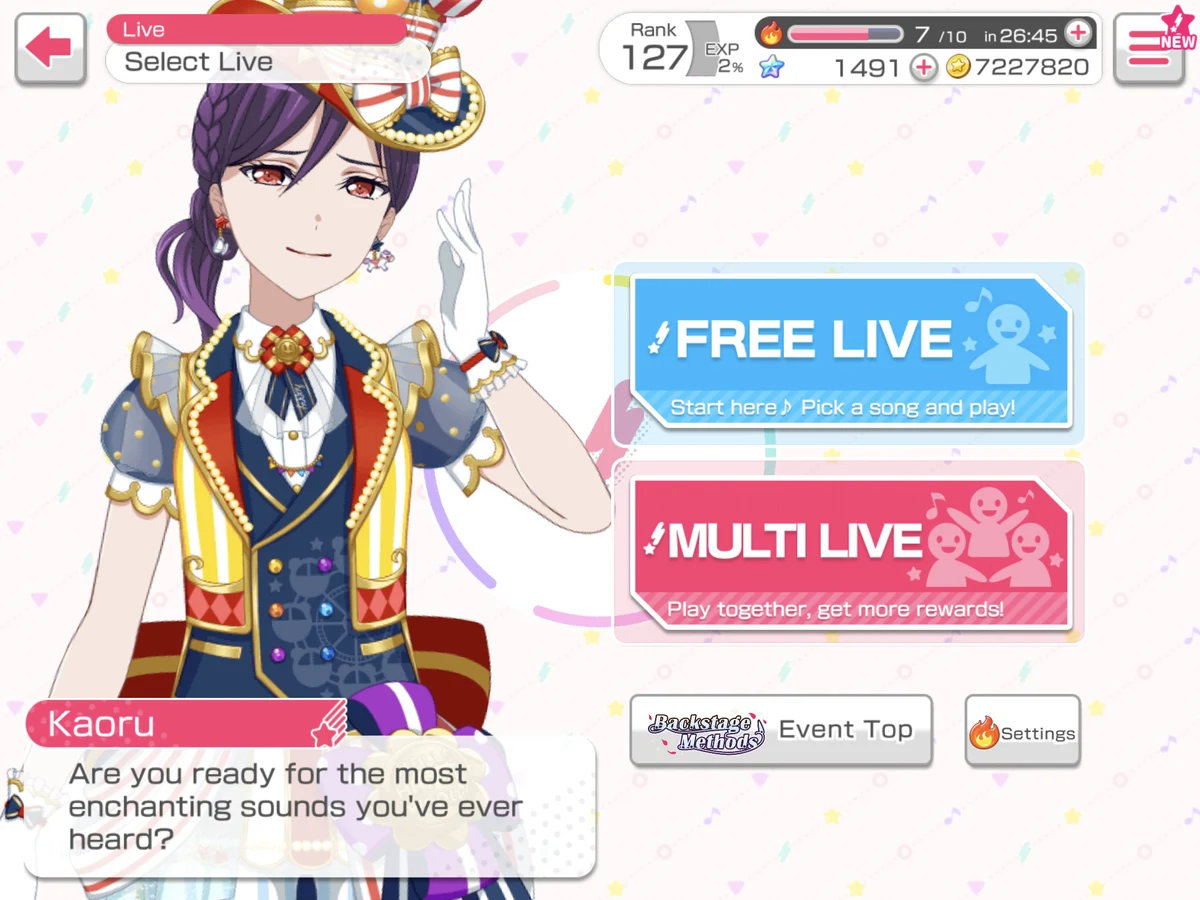 Live
Select Live
Rank
127
EXP
2%
7 /10 in 26:45
1491
7227820
NEW
FREE LIVE
Start here♪ Pick a song and play!
MULTI LIVE
Play together, get more rewards!
Backstage
Methods
Event Top
Settings
Kaoru
Are you ready for the most
enchanting sounds you've ever
heard?